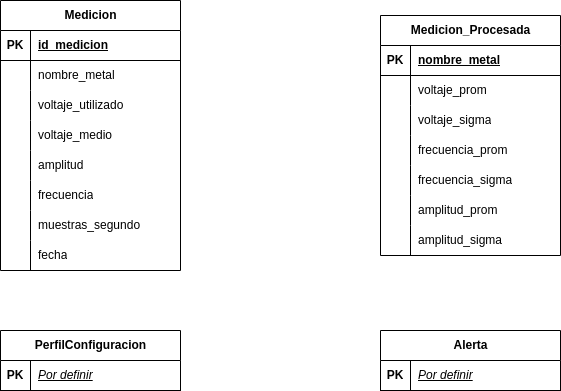 Medicion
PK id_medicion
nombre_metal
voltaje_utilizado
voltaje_medio
amplitud
frecuencia
muestras_segundo
fecha
Medicion_Procesada
PK nombre_metal
voltaje_prom
voltaje_sigma
frecuencia_prom
frecuencia_sigma
amplitud_prom
amplitud_sigma
PerfilConfiguracion
PK Por definir
Alerta
PK Por definir